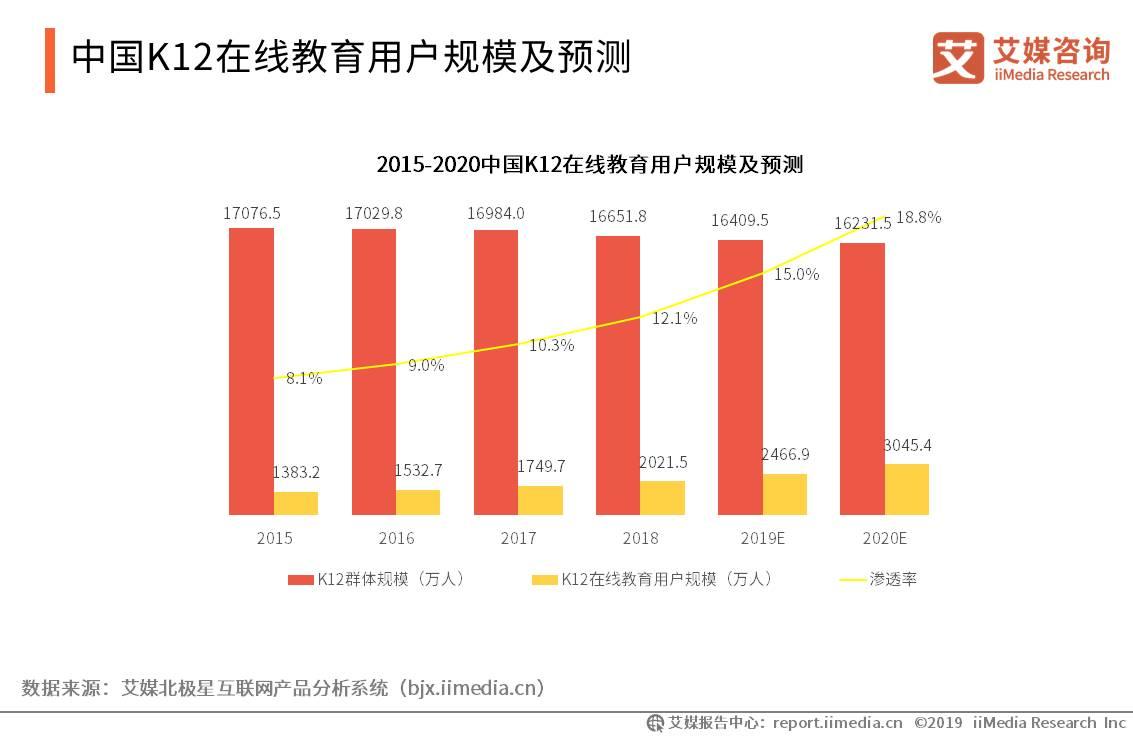 中国K12在线教育用户规模及预测
艾媒咨询
iiMedia Research
2015-2020中国K12在线教育用户规模及预测
17076.5 17029.8 16984.0 16651.8 16409.5 16231.5
8.1% 9.0% 10.3% 12.1% 15.0% 18.8%
1383.2 1532.7 1749.7 2021.5 2466.9 3045.4
2015 2016 2017 2018 2019E 2020E
K12群体规模（万人） K12在线教育用户规模（万人） 渗透率
数据来源：艾媒北极星互联网产品分析系统（bjx.iimedia.cn）
艾媒报告中心：report.iimedia.cn ©2019 iiMedia Research Inc